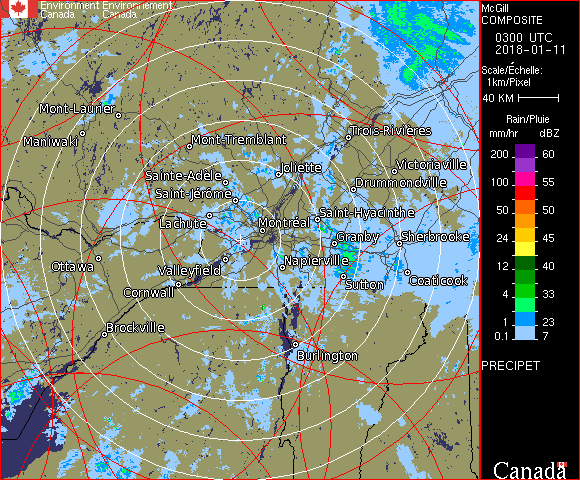 Environment Environnement
Canada Canada
McGill
COMPOSITE
0300 UTC
2018-01-11
Scale/Échelle:
1km/Pixel
40 KM
Rain/Pluie
mm/hr dBZ
200 60
100 55
50 50
24 45
12 40
4 33
1 23
0.1 7
PRECIPET
Canada
Mont-Laurier
Maniwaki
Mont-Tremblant
Trois-Rivières
Joliette
Victoriaville
Sainte-Adèle
Drummondville
Saint-Jérôme
Lachute
Saint-Hyacinthe
Montréal
Granby
Sherbrooke
Ottawa
Valleyfield
Napierville
Coaticook
Sutton
Cornwall
Brockville
Burlington